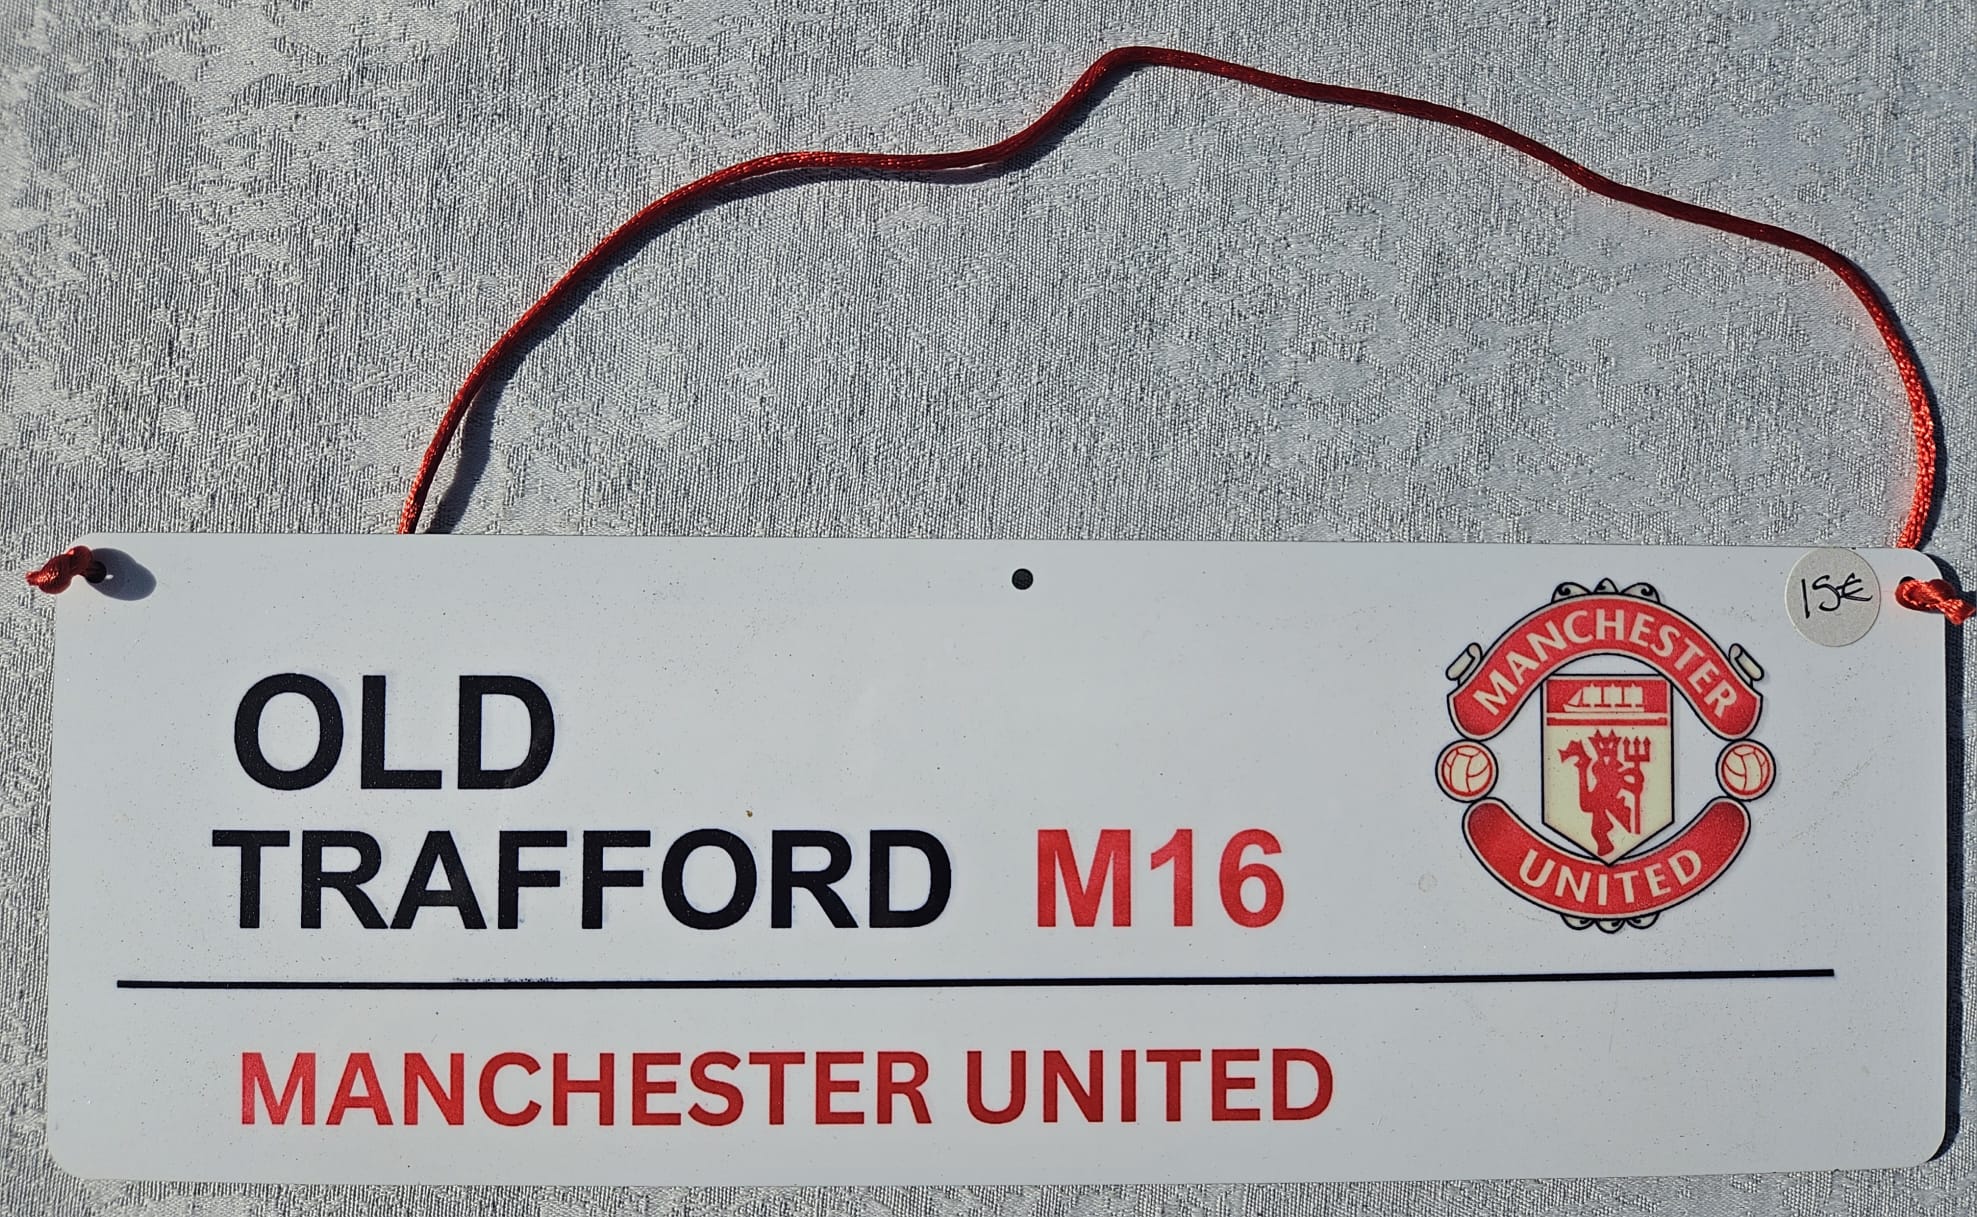 15€
MANCHESTER
UNITED
OLD
TRAFFORD M16
MANCHESTER UNITED